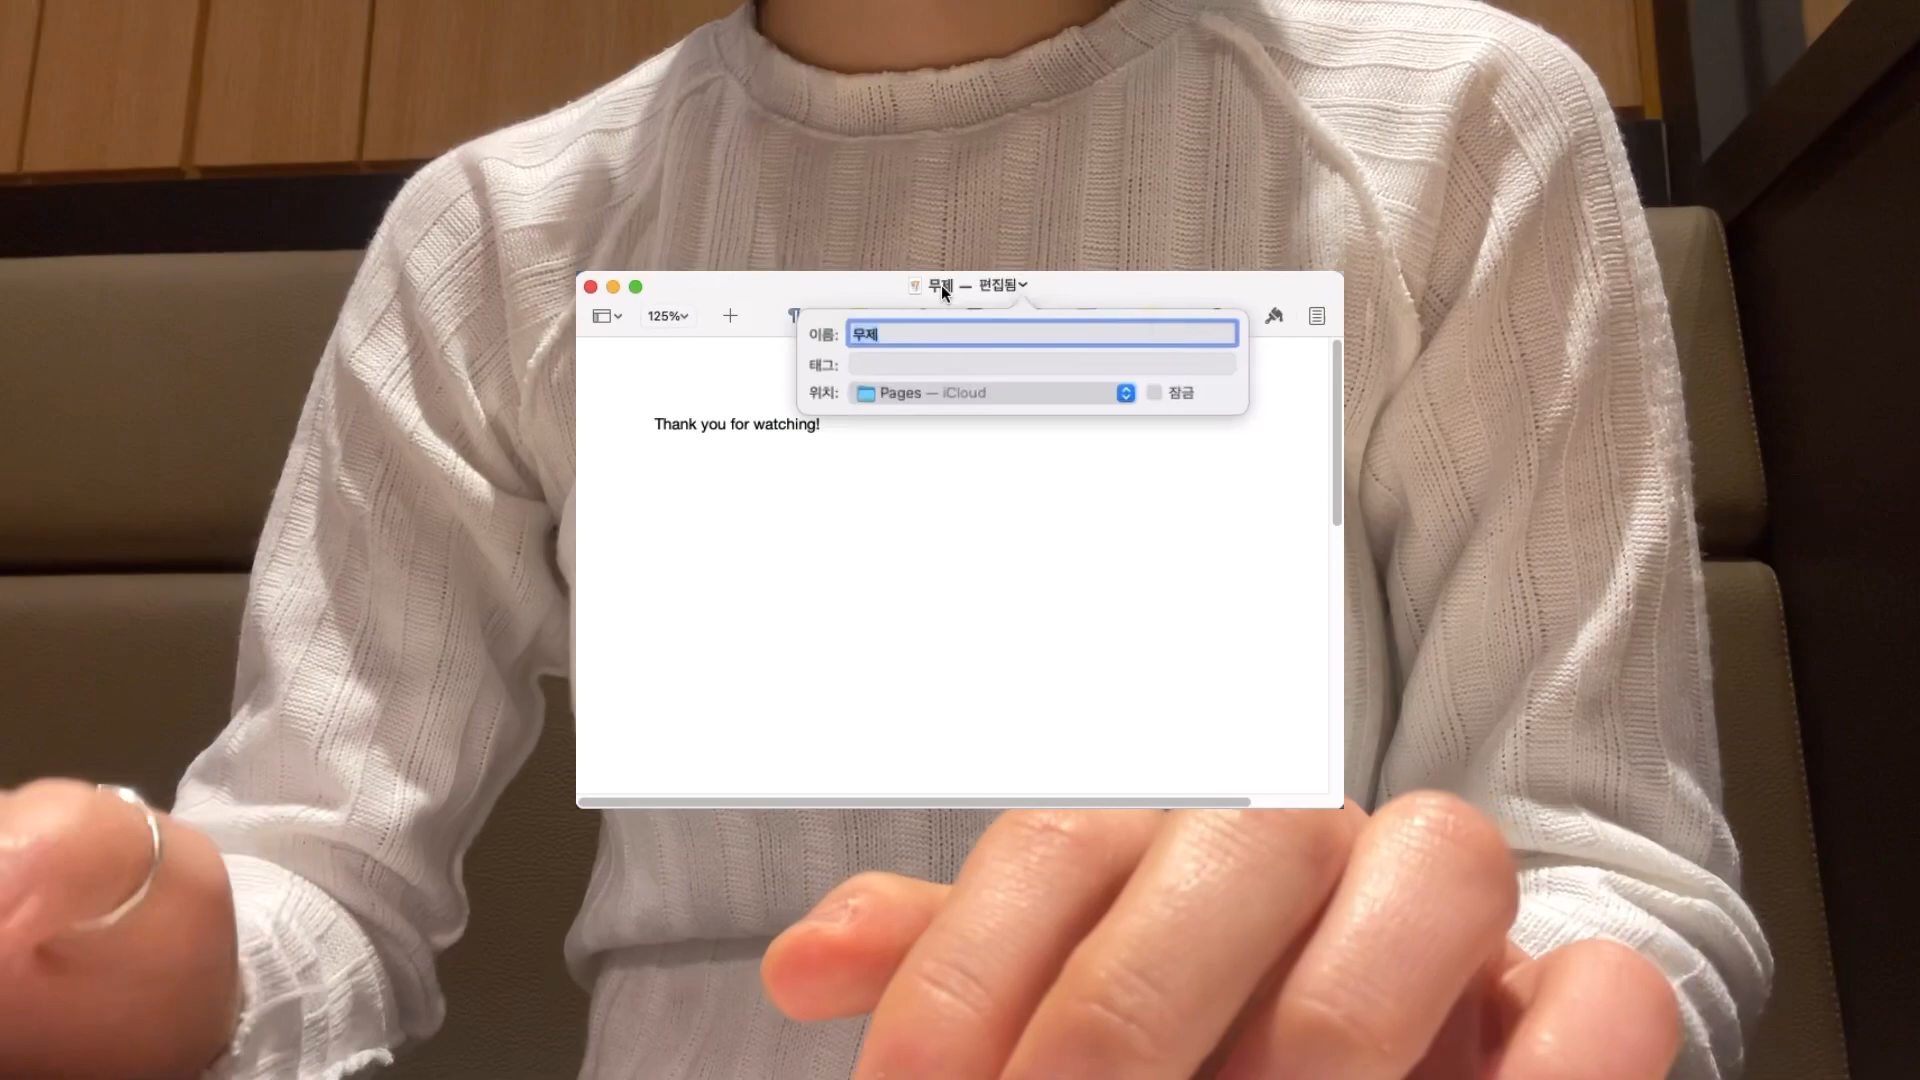 무제 — 편집됨
125%
이름: 무제
태그:
위치: Pages — iCloud 잠금
Thank you for watching!